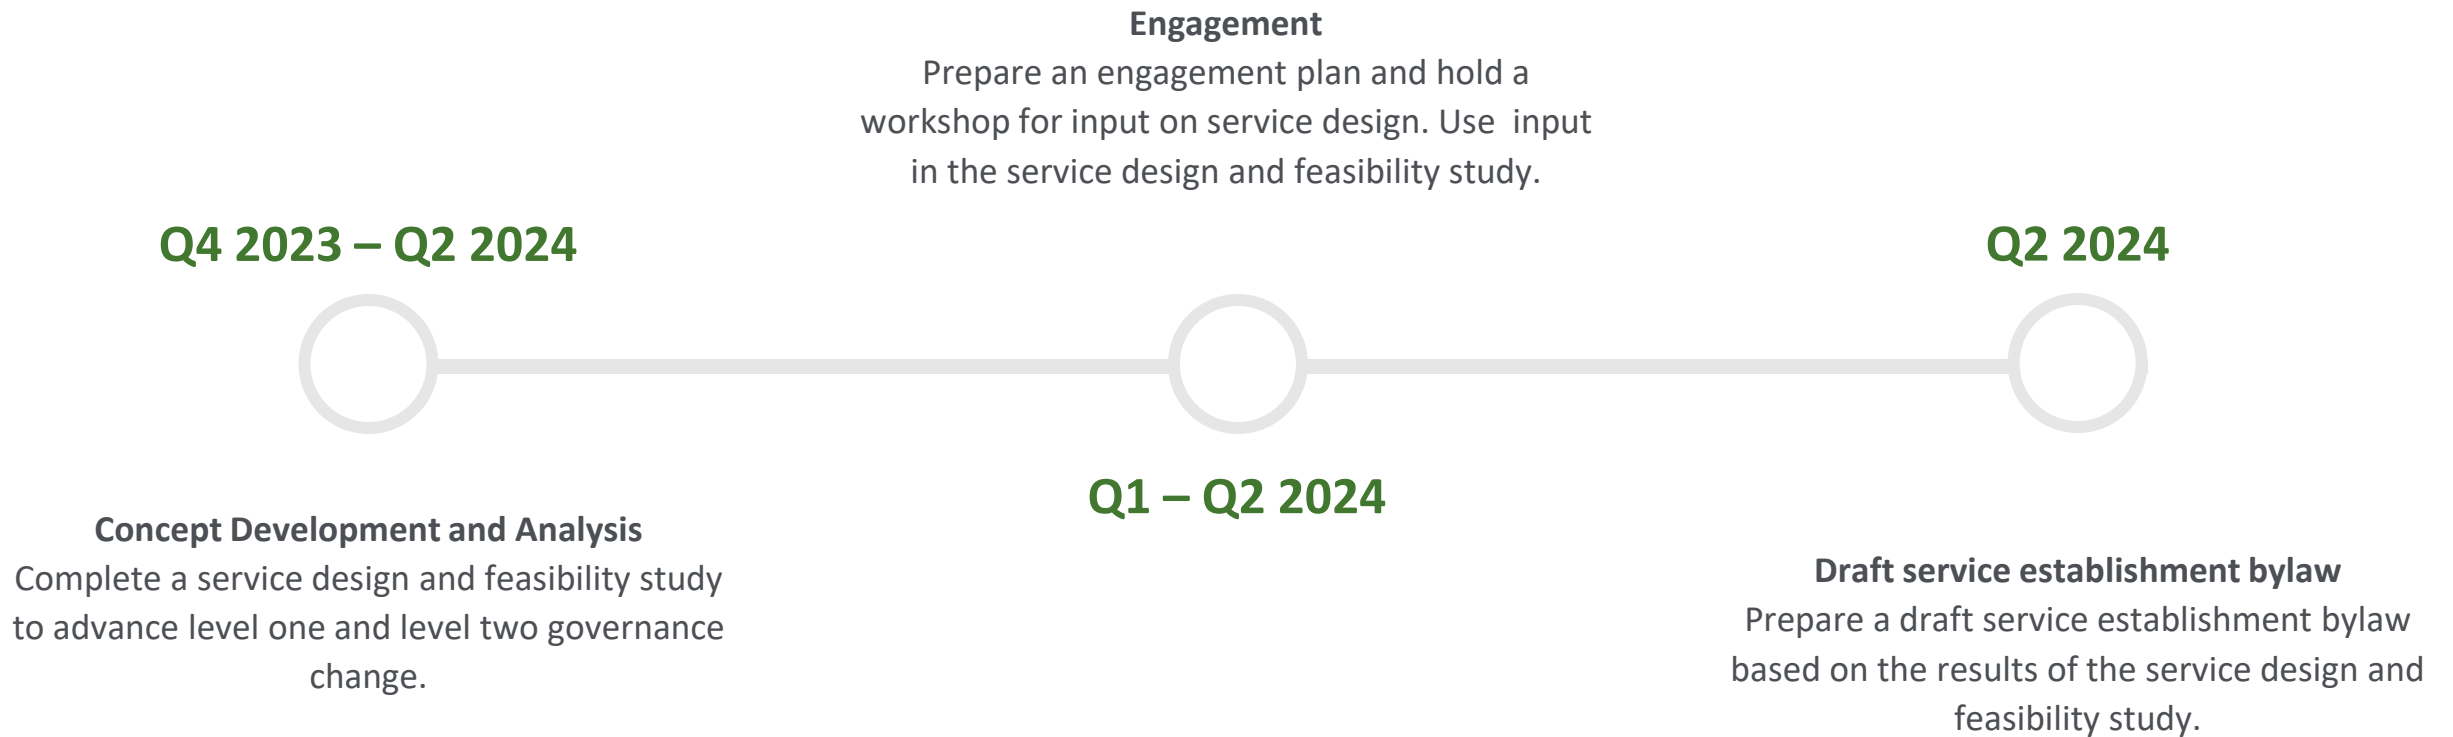 Engagement
Prepare an engagement plan and hold a
workshop for input on service design. Use  input
in the service design and feasibility study.
Q4 2023 – Q2 2024
Q2 2024
Q1 – Q2 2024
Concept Development and Analysis
Complete a service design and feasibility study
to advance level one and level two governance
change.
Draft service establishment bylaw
Prepare a draft service establishment bylaw
based on the results of the service design and
feasibility study.